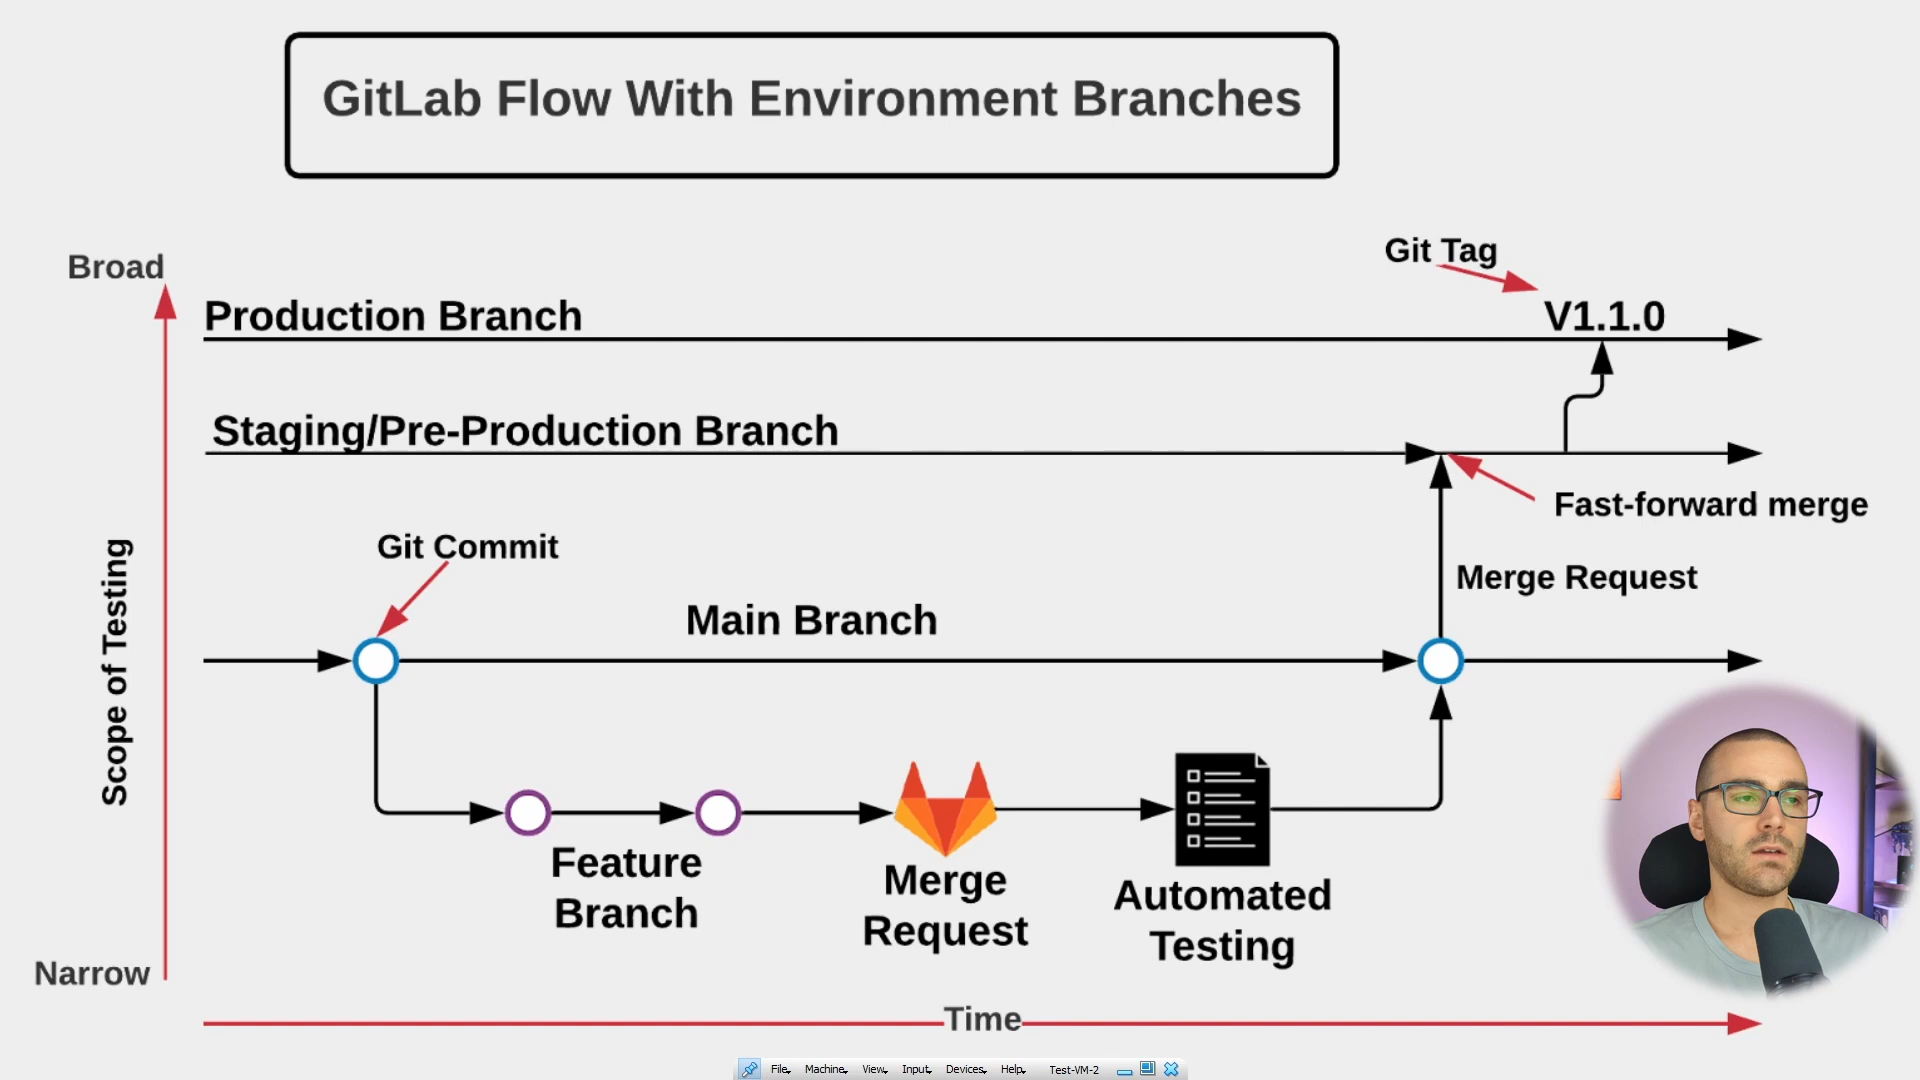 GitLab Flow With Environment Branches
Broad
Git Tag
Production Branch
V1.1.0
Staging/Pre-Production Branch
Fast-forward merge
Git Commit
Merge Request
Main Branch
Scope of Testing
Feature
Branch
Merge
Request
Automated
Testing
Narrow
Time
File Machine View Input Devices Help Test-VM-2